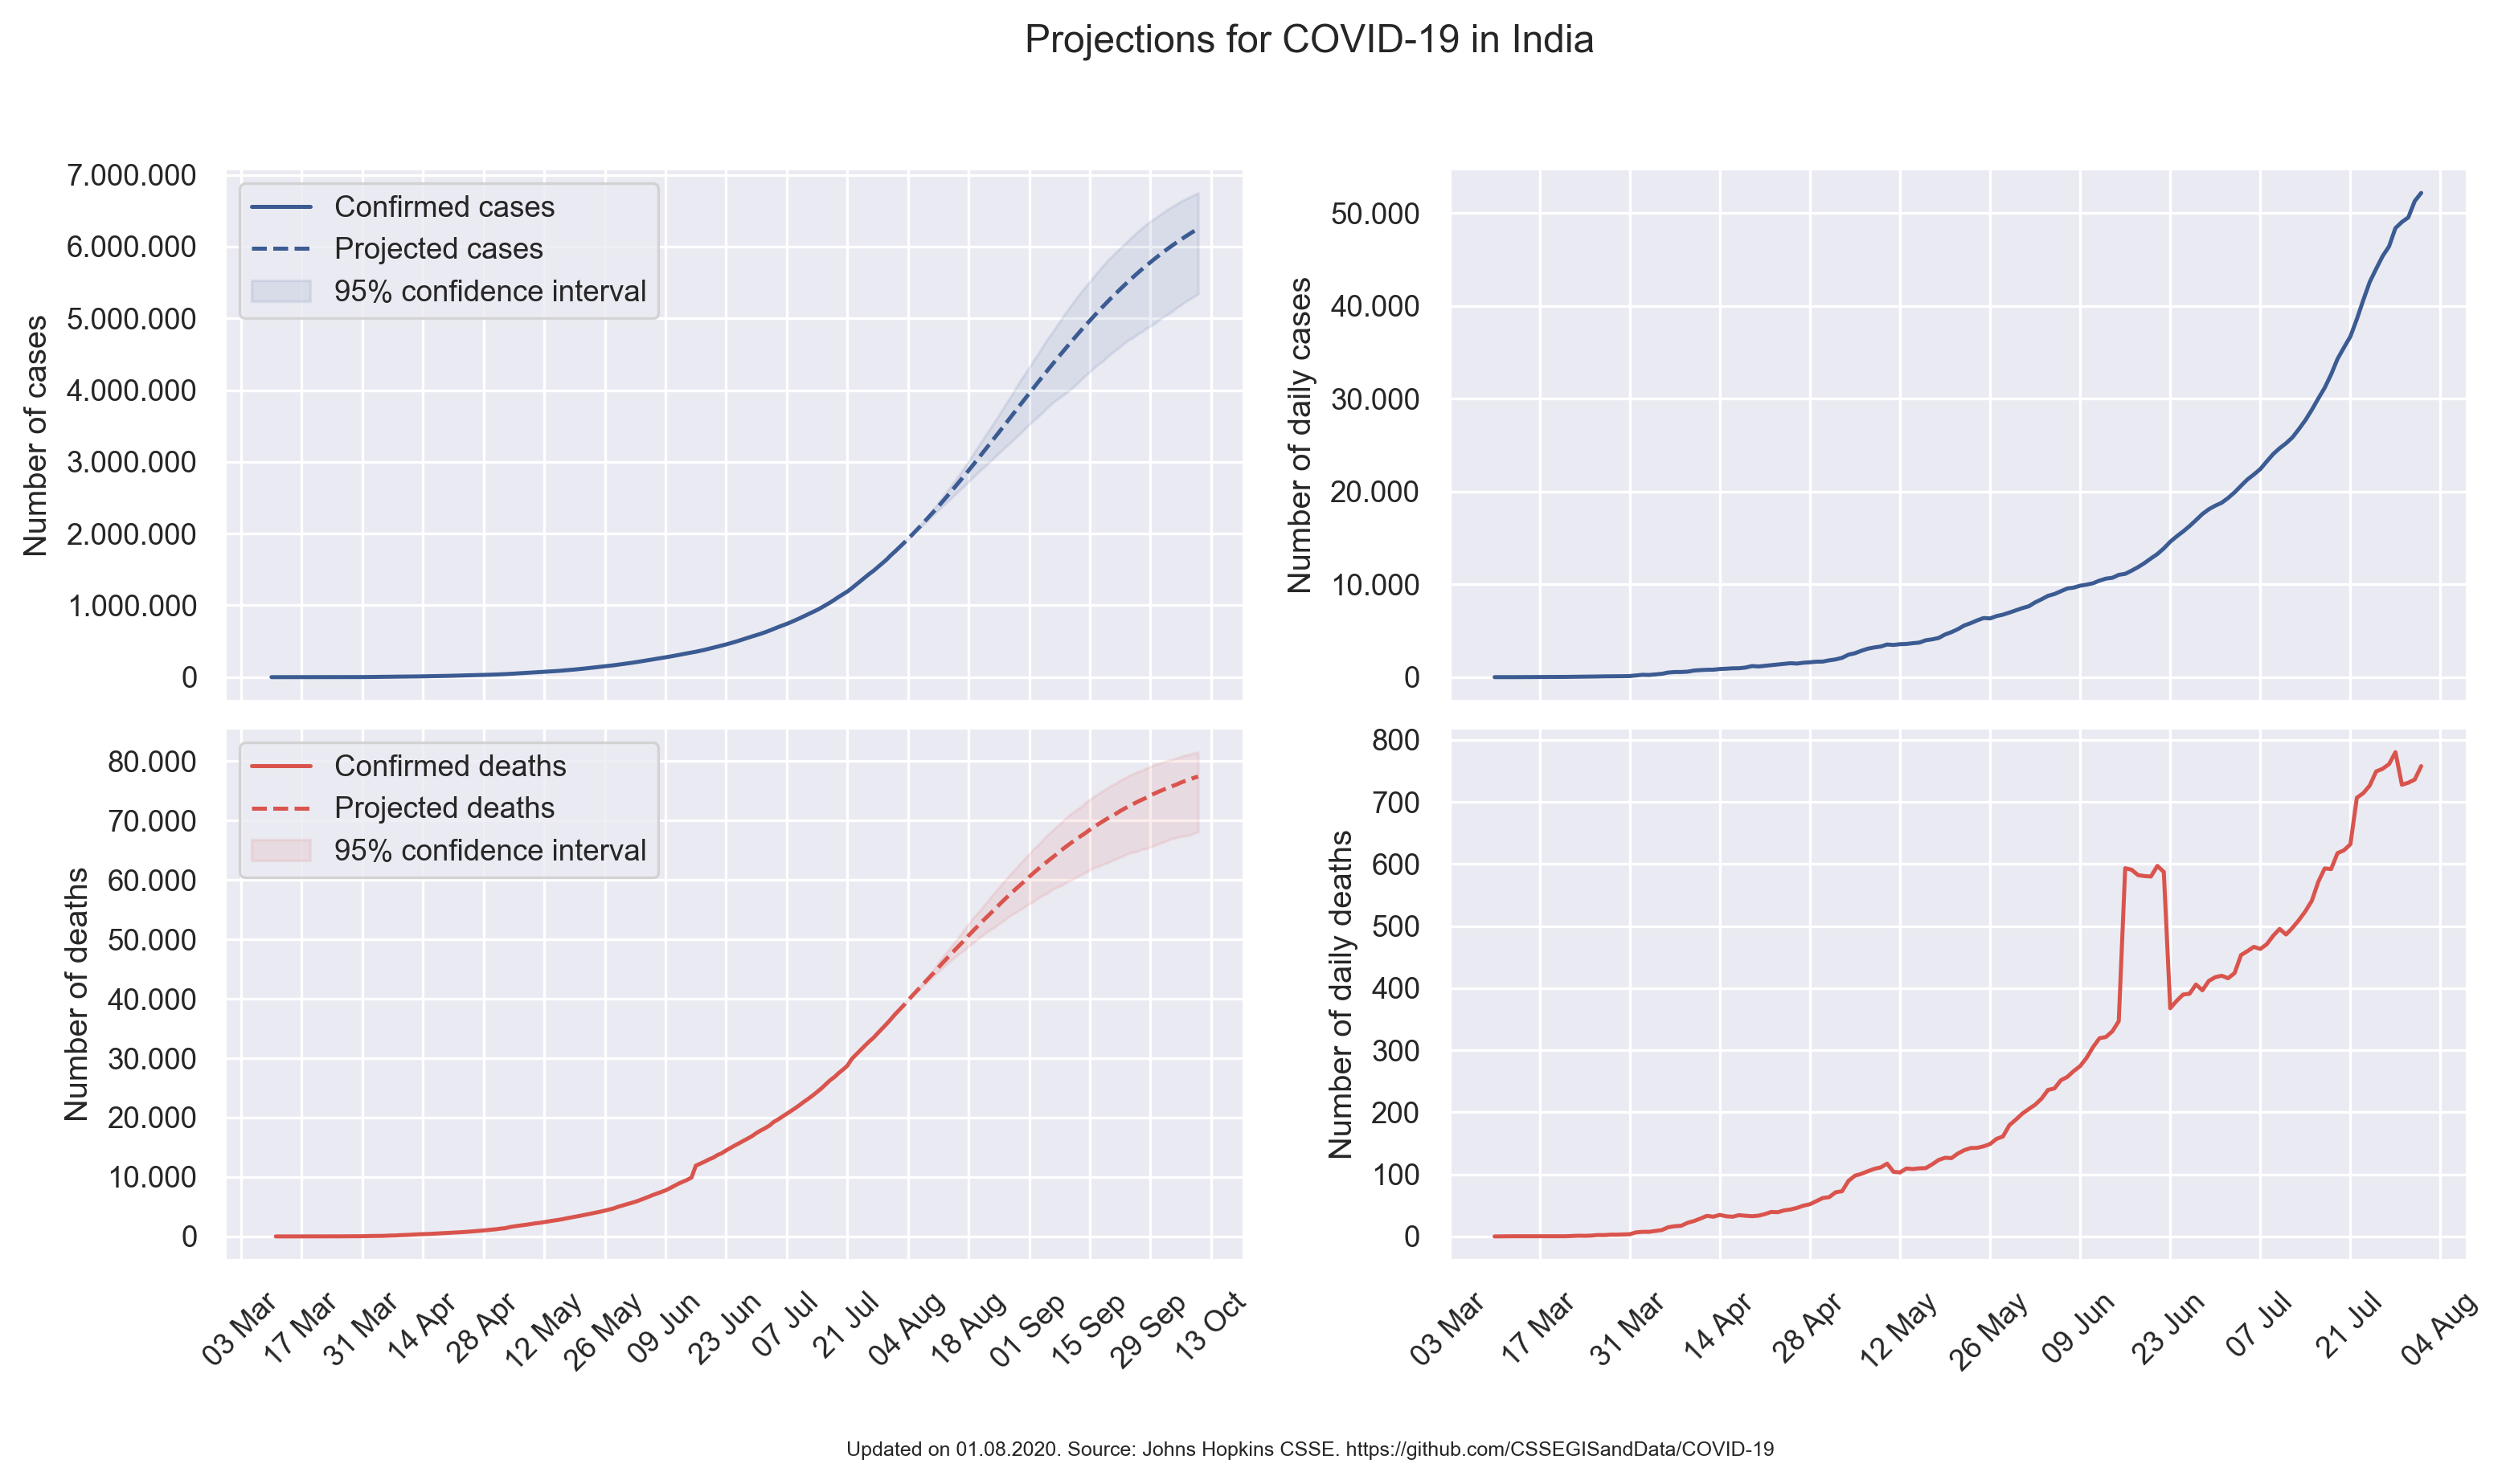 Projections for COVID-19 in India
Number of cases
7.000.000
6.000.000
5.000.000
4.000.000
3.000.000
2.000.000
1.000.000
0
Confirmed cases
Projected cases
95% confidence interval
Number of daily cases
50.000
40.000
30.000
20.000
10.000
0
Number of deaths
80.000
70.000
60.000
50.000
40.000
30.000
20.000
10.000
0
Confirmed deaths
Projected deaths
95% confidence interval
03 Mar
17 Mar
31 Mar
14 Apr
28 Apr
12 May
26 May
09 Jun
23 Jun
07 Jul
21 Jul
04 Aug
18 Aug
01 Sep
15 Sep
29 Sep
13 Oct
Number of daily deaths
800
700
600
500
400
300
200
100
0
03 Mar
17 Mar
31 Mar
14 Apr
28 Apr
12 May
26 May
09 Jun
23 Jun
07 Jul
21 Jul
04 Aug
Updated on 01.08.2020. Source: Johns Hopkins CSSE. https://github.com/CSSEGISandData/COVID-19